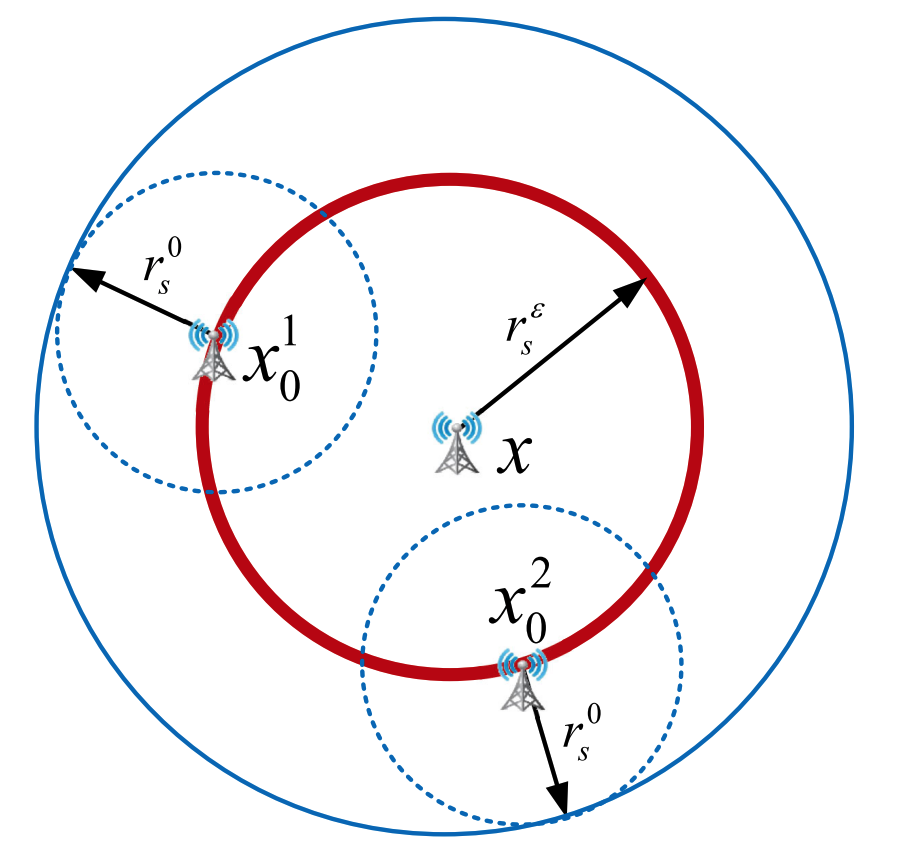 r_s^0
x_0^1
r_s^ε
x
x_0^2
r_s^0